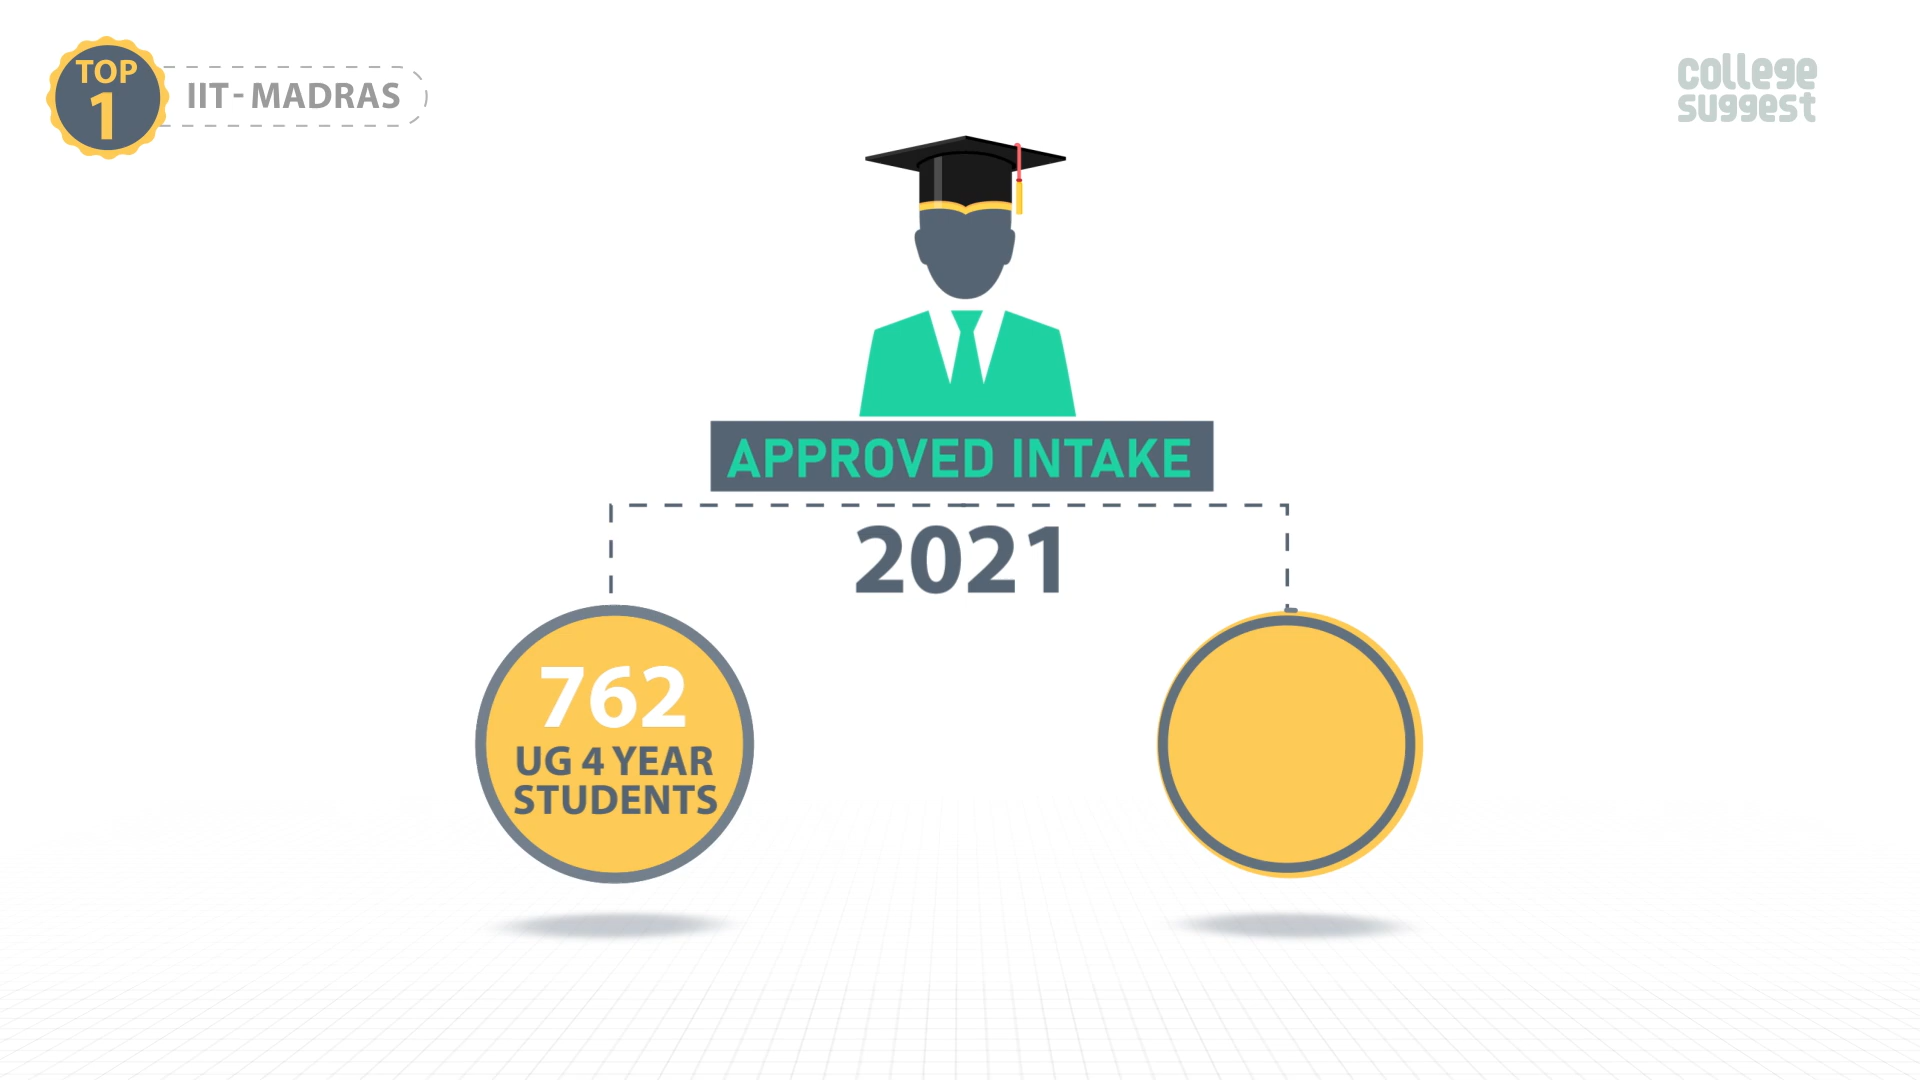 TOP
1
IIT-MADRAS
college
suggest
APPROVED INTAKE
2021
762
UG 4 YEAR
STUDENTS